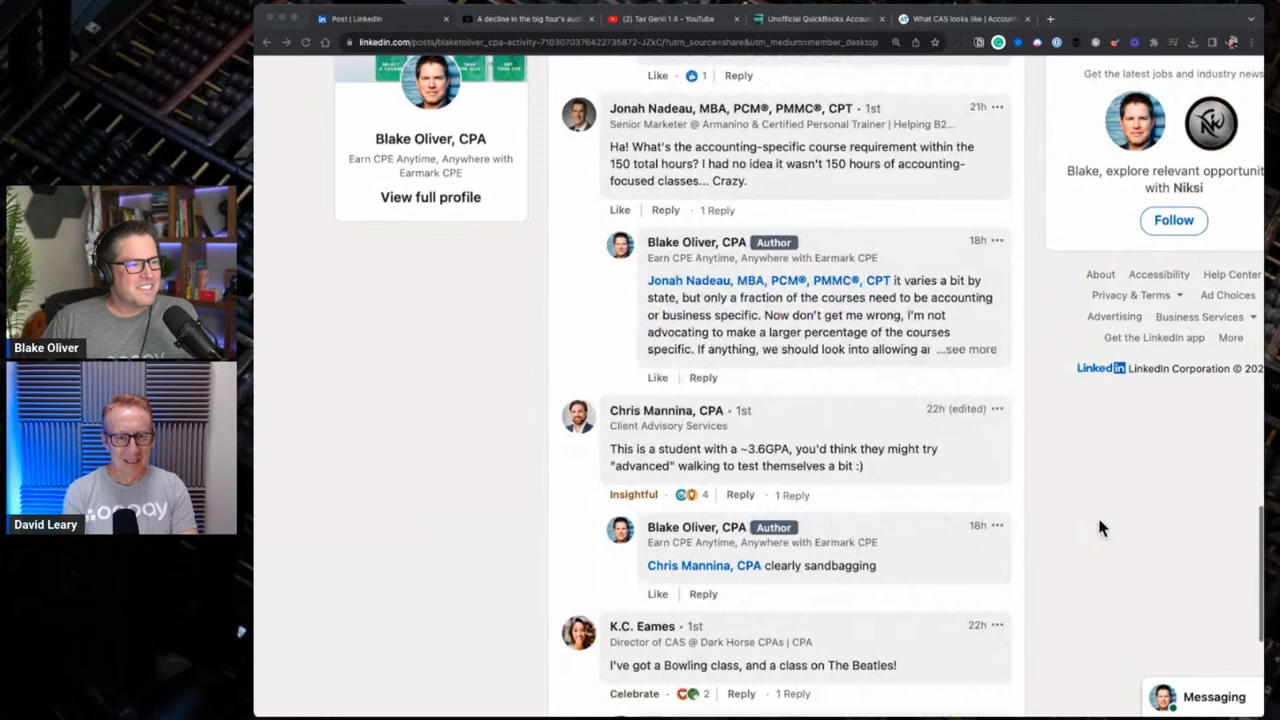 Post | LinkedIn
A decline in the big four's audi
(2) Tax Genii 1 4 - YouTube
Unofficial QuickBooks Accoun
What CAS looks like | Accounti
linkedin.com/posts/blaketoliver_cpa-activity-7103070376422735872-JZkC/?utm_source=share&utm_medium=member_desktop
Blake Oliver, CPA
Earn CPE Anytime, Anywhere with
Earmark CPE
View full profile
Like
1
Reply
Jonah Nadeau, MBA, PCM®, PMMC®, CPT • 1st
21h
Senior Marketer @ Armanino & Certified Personal Trainer | Helping B2...
Ha! What's the accounting-specific course requirement within the
150 total hours? I had no idea it wasn't 150 hours of accounting-
focused classes... Crazy.
Like
Reply • 1 Reply
Blake Oliver, CPA Author
18h
Earn CPE Anytime, Anywhere with Earmark CPE
Jonah Nadeau, MBA, PCM®, PMMC®, CPT it varies a bit by
state, but only a fraction of the courses need to be accounting
or business specific. Now don't get me wrong, I'm not
advocating to make a larger percentage of the courses
specific. If anything, we should look into allowing ar ...see more
Like
Reply
Chris Mannina, CPA • 1st
22h (edited)
Client Advisory Services
This is a student with a ~3.6GPA, you'd think they might try
"advanced" walking to test themselves a bit :)
Insightful • 4
Reply • 1 Reply
Blake Oliver, CPA Author
18h
Earn CPE Anytime, Anywhere with Earmark CPE
Chris Mannina, CPA clearly sandbagging
Like
Reply
K.C. Eames • 1st
22h
Director of CAS @ Dark Horse CPAs | CPA
I've got a Bowling class, and a class on The Beatles!
Celebrate • 2
Reply • 1 Reply
Get the latest jobs and industry news
Blake, explore relevant opportunit
with Niksi
Follow
About
Accessibility
Help Center
Privacy & Terms
Ad Choices
Advertising
Business Services
Get the LinkedIn app
More
LinkedIn LinkedIn Corporation © 202
Messaging
Blake Oliver
David Leary